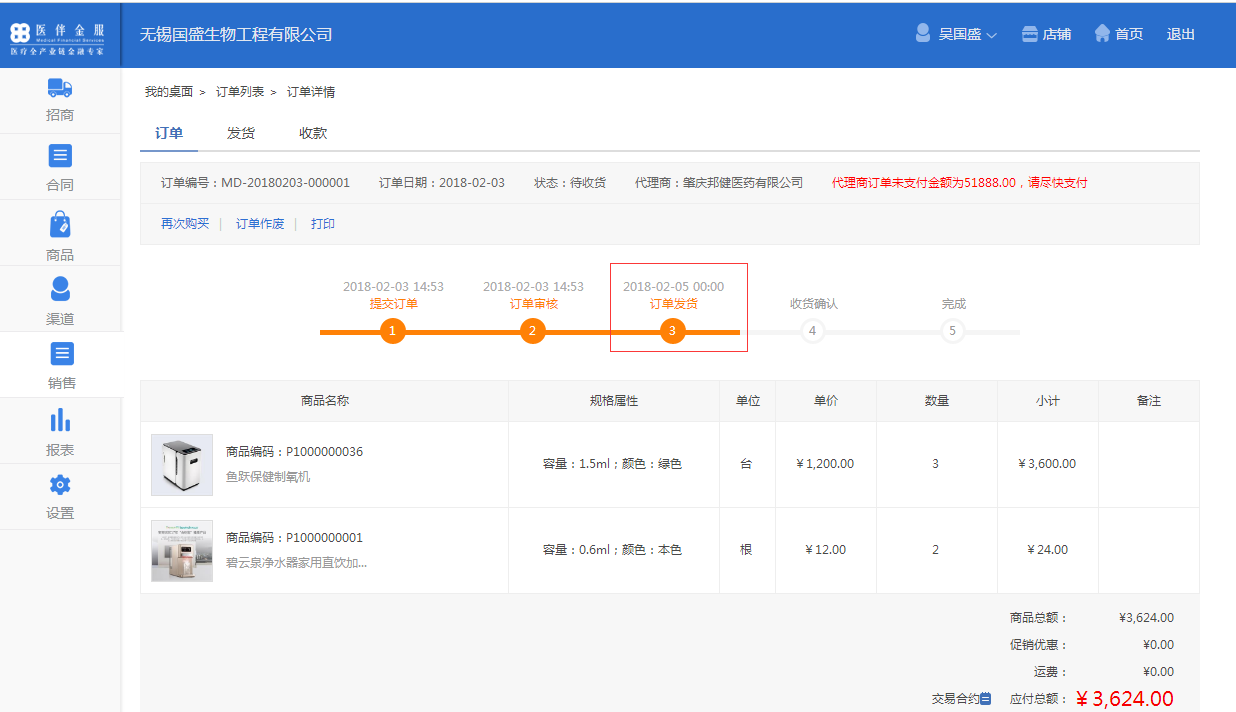 医伴金服
Medical Financial Services
医疗全产业链金融专家
无锡国盛生物工程有限公司
吴国盛
店铺
首页
退出
招商
合同
商品
渠道
销售
报表
设置
我的桌面 > 订单列表 > 订单详情
订单 发货 收款
订单编号：MD-20180203-000001 订单日期：2018-02-03 状态：待收货 代理商：肇庆邦健医药有限公司 代理商订单未支付金额为51888.00，请尽快支付
再次购买 | 订单作废 | 打印
2018-02-03 14:53 2018-02-03 14:53 2018-02-05 00:00
提交订单 订单审核 订单发货 收货确认 完成
1 2 3 4 5
商品名称 规格属性 单位 单价 数量 小计 备注
商品编码：P1000000036
鱼跃保健制氧机
容量：1.5ml；颜色：绿色 台 ￥1,200.00 3 ￥3,600.00
商品编码：P1000000001
碧云泉净水器家用直饮加...
容量：0.6ml；颜色：本色 根 ￥12.00 2 ￥24.00
商品总额： ¥3,624.00
促销优惠： ¥0.00
运费： ¥0.00
交易合约 应付总额： ￥3,624.00